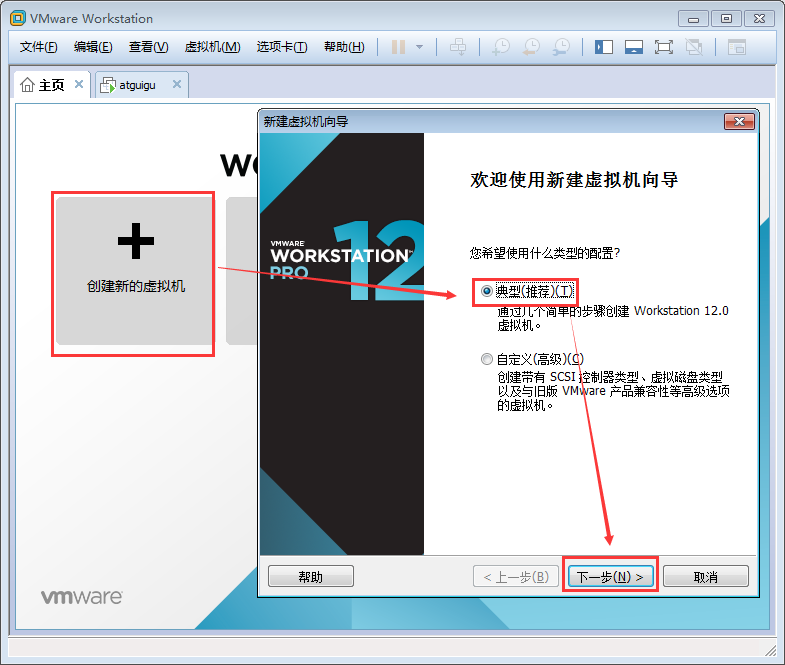 VMware Workstation
文件(F) 编辑(E) 查看(V) 虚拟机(M) 选项卡(T) 帮助(H)
主页 atguigu
新建虚拟机向导
WO
创建新的虚拟机
VMWARE
WORKSTATION™
PRO
12
欢迎使用新建虚拟机向导
您希望使用什么类型的配置?
典型(推荐)(T)
通过几个简单的步骤创建 Workstation 12.0
虚拟机。
自定义(高级)(C)
创建带有 SCSI 控制器类型、虚拟磁盘类型
以及与旧版 VMware 产品兼容性等高级选项
的虚拟机。
帮助 < 上一步(B) 下一步(N) > 取消
vmware